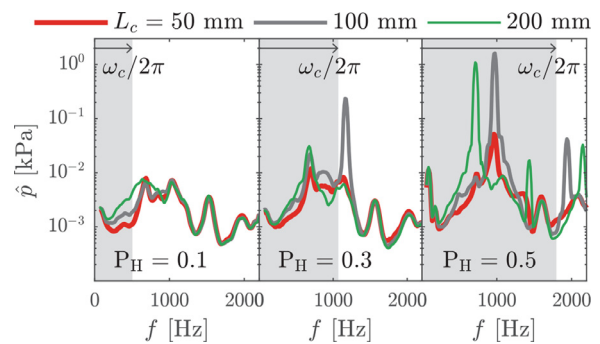 L_c = 50 mm 100 mm 200 mm
ω_c/2π ω_c/2π ω_c/2π
10^0
10^-1
10^-2
10^-3
p̂ [kPa]
P_H = 0.1 P_H = 0.3 P_H = 0.5
0 1000 2000 1000 2000 1000 2000
f [Hz] f [Hz] f [Hz]